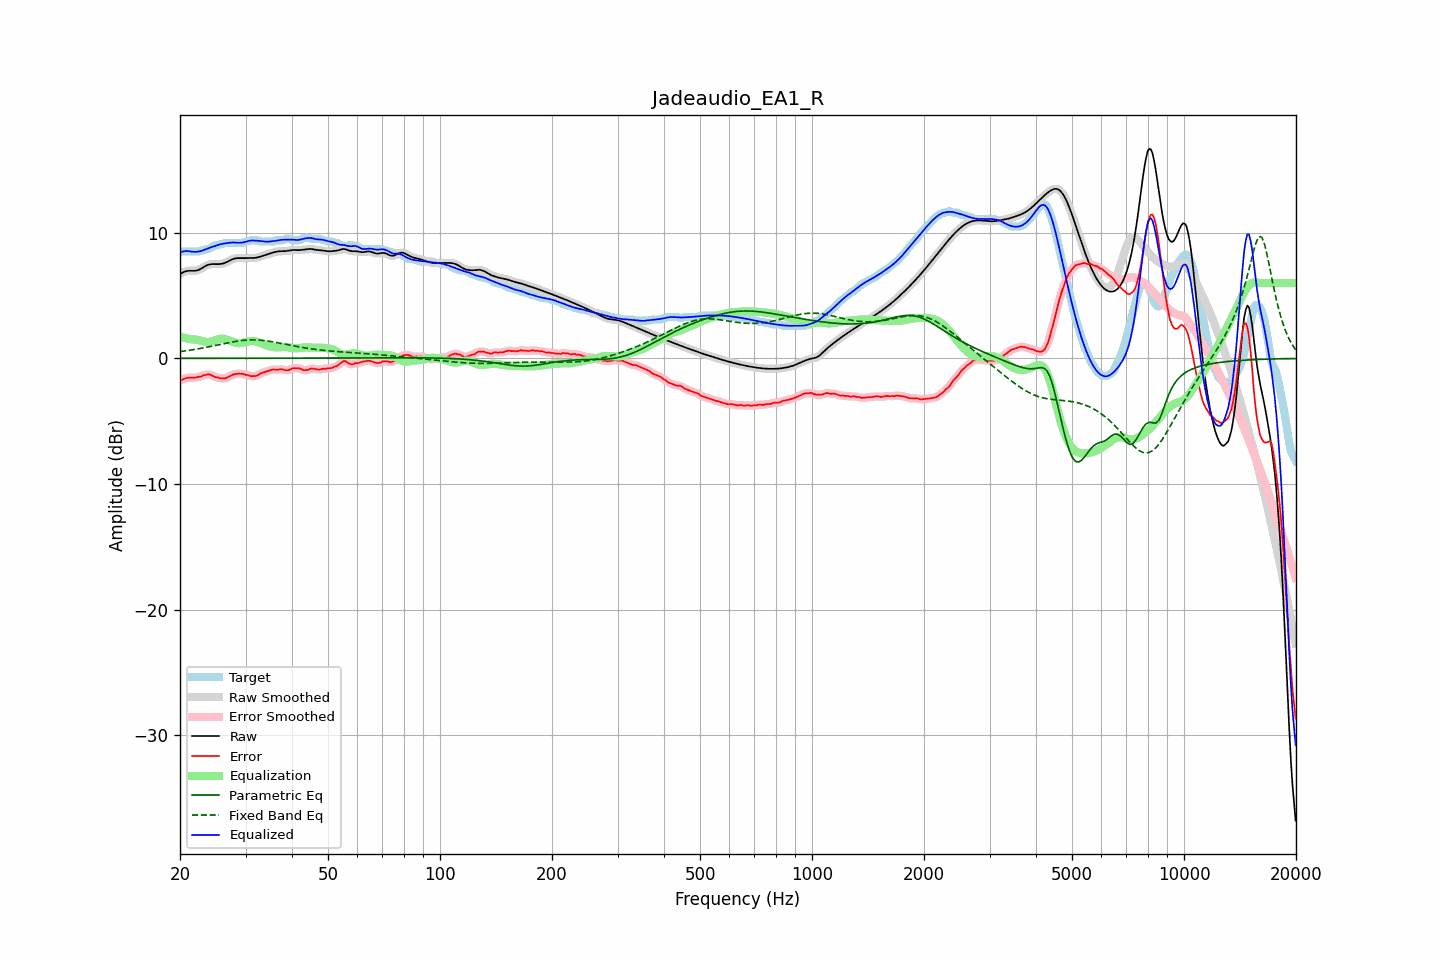 Jadeaudio_EA1_R
Amplitude (dBr)
10
0
−10
−20
−30
Target
Raw Smoothed
Error Smoothed
Raw
Error
Equalization
Parametric Eq
Fixed Band Eq
Equalized
20 50 100 200 500 1000 2000 5000 10000 20000
Frequency (Hz)